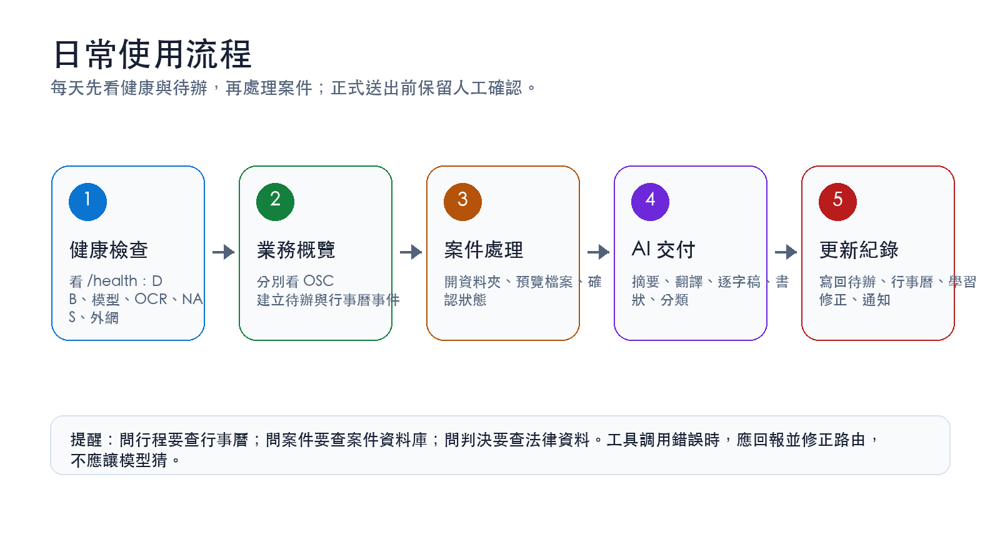 日常使用流程
每天先看健康與待辦，再處理案件；正式送出前保留人工確認。
1
健康檢查
看 /health：D
B、模型、OCR、NA
S、外網
2
業務概覽
分別看 OSC
建立待辦與行事曆事件
3
案件處理
開資料夾、預覽檔案、確
認狀態
4
AI 交付
摘要、翻譯、逐字稿、書
狀、分類
5
更新紀錄
寫回待辦、行事曆、學習
修正、通知
提醒：問行程要查行事曆；問案件要查案件資料庫；問判決要查法律資料。工具調用錯誤時，應回報並修正路由，
不應讓模型猜。